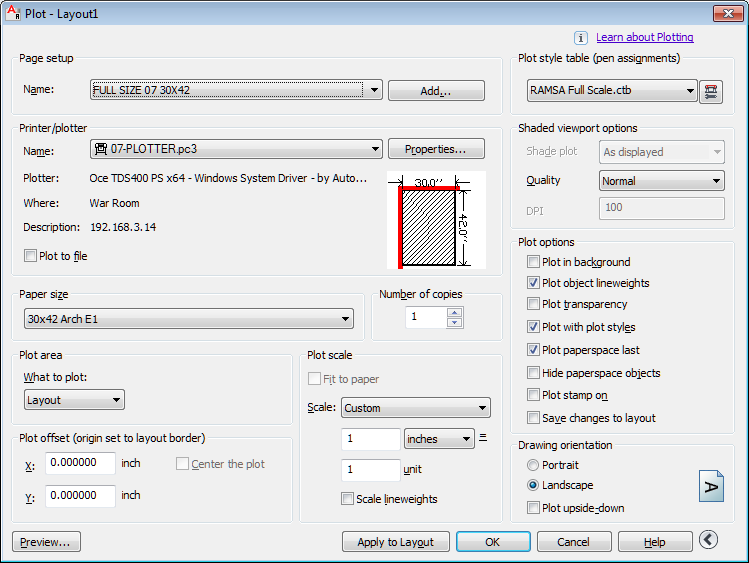 Plot - Layout1
Learn about Plotting
Page setup
Name:
FULL SIZE 07 30X42
Add...
Printer/plotter
Name:
07-PLOTTER.pc3
Properties...
Plotter:
Oce TDS400 PS x64 - Windows System Driver - by Auto...
Where:
War Room
Description:
192.168.3.14
Plot to file
30.0''
42.0''
Paper size
30x42 Arch E1
Number of copies
1
Plot area
What to plot:
Layout
Plot offset (origin set to layout border)
X:
0.000000
inch
Center the plot
Y:
0.000000
inch
Plot scale
Fit to paper
Scale:
Custom
1
inches
=
1
unit
Scale lineweights
Plot style table (pen assignments)
RAMSA Full Scale.ctb
Shaded viewport options
Shade plot
As displayed
Quality
Normal
DPI
100
Plot options
Plot in background
Plot object lineweights
Plot transparency
Plot with plot styles
Plot paperspace last
Hide paperspace objects
Plot stamp on
Save changes to layout
Drawing orientation
Portrait
Landscape
Plot upside-down
A
Preview...
Apply to Layout
OK
Cancel
Help